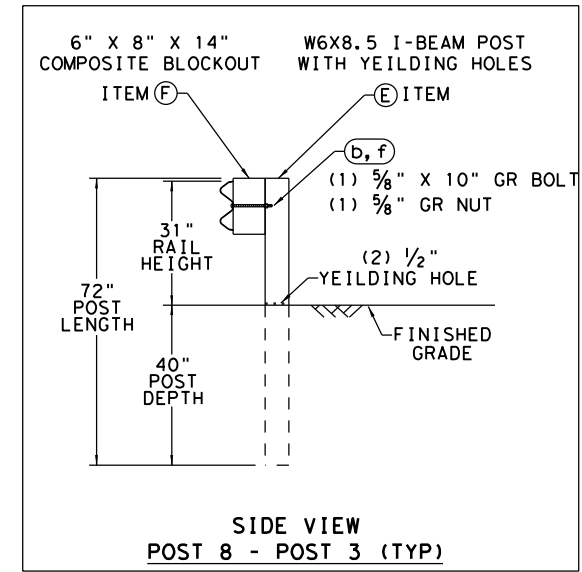 6" X 8" X 14"
COMPOSITE BLOCKOUT
ITEM F
W6X8.5 I-BEAM POST
WITH YEILDING HOLES
E ITEM
b, f
(1) 5/8" X 10" GR BOLT
(1) 5/8" GR NUT
31"
RAIL
HEIGHT
(2) 1/2"
YEILDING HOLE
72"
POST
LENGTH
FINISHED
GRADE
40"
POST
DEPTH
SIDE VIEW
POST 8 - POST 3 (TYP)